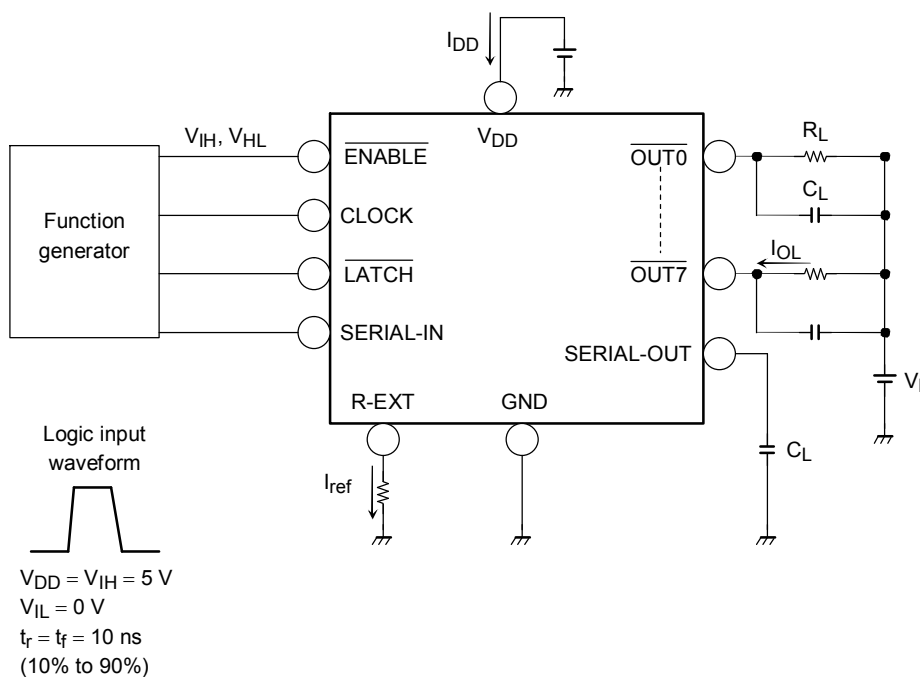 I_DD
V_IH, V_HL
Function
generator
ENABLE
CLOCK
LATCH
SERIAL-IN
V_DD
OUT0
OUT7
SERIAL-OUT
R-EXT
GND
R_L
C_L
I_OL
C_L
I_ref
Logic input
waveform
V_DD = V_IH = 5 V
V_IL = 0 V
t_r = t_f = 10 ns
(10% to 90%)